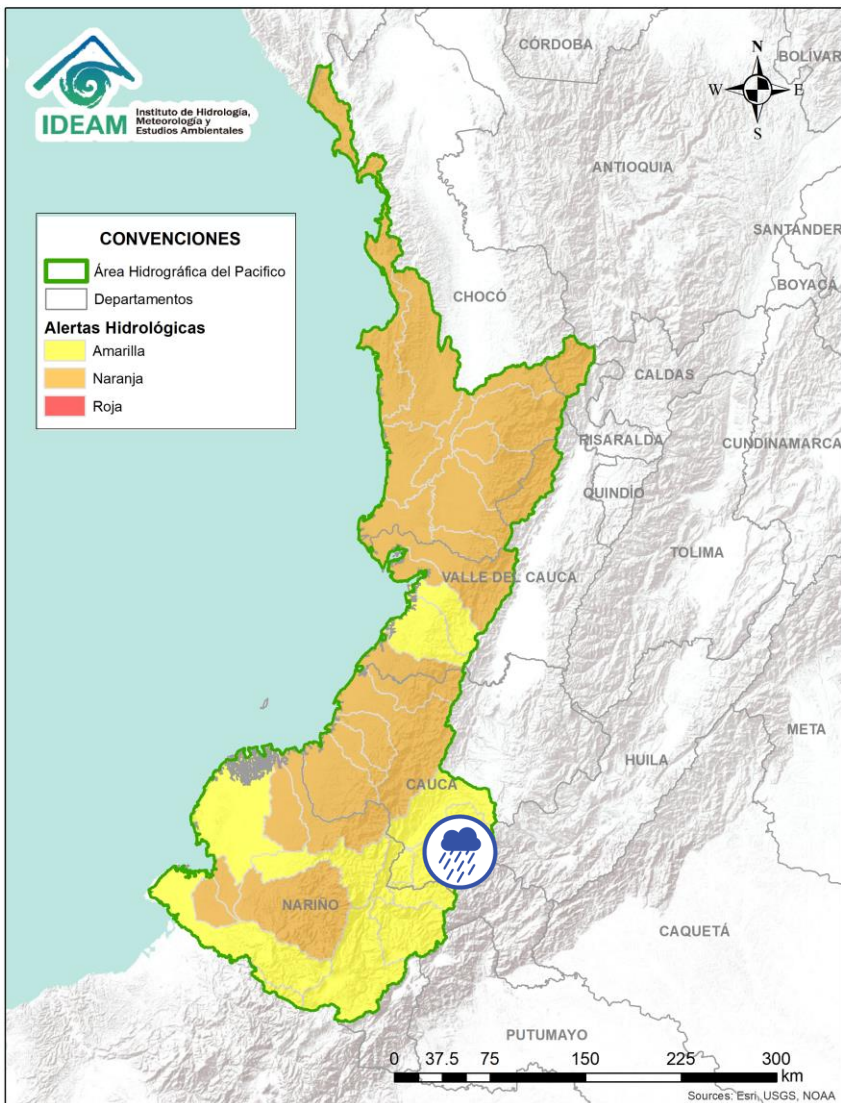 IDEAM
Instituto de Hidrología,
Meteorología y
Estudios Ambientales
N
W
E
S
CÓRDOBA
BOLÍVAR
ANTIOQUIA
SANTANDER
BOYACÁ
CONVENCIONES
Área Hidrográfica del Pacifico
Departamentos
Alertas Hidrológicas
Amarilla
Naranja
Roja
CHOCÓ
CALDAS
RISARALDA
CUNDINAMARCA
QUINDÍO
TOLIMA
VALLE DEL CAUCA
META
HUILA
CAUCA
NARIÑO
CAQUETÁ
PUTUMAYO
0 37.5 75 150 225 300
km
Sources: Esri, USGS, NOAA